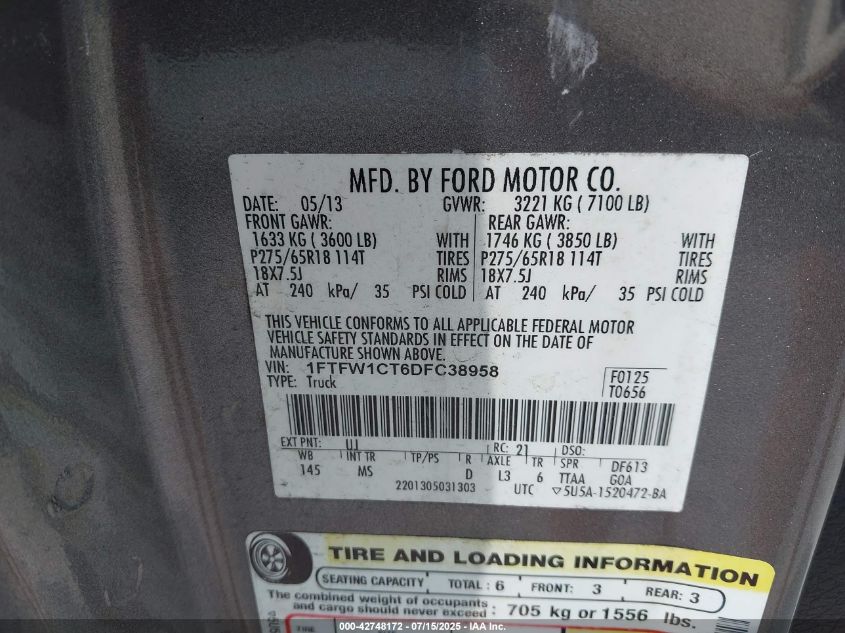 MFD. BY FORD MOTOR CO.
DATE: 05/13 GVWR: 3221 KG ( 7100 LB)
FRONT GAWR: REAR GAWR:
1633 KG ( 3600 LB) WITH 1746 KG ( 3850 LB) WITH
P275/65R18 114T TIRES P275/65R18 114T TIRES
18X7.5J RIMS 18X7.5J RIMS
AT 240 kPa/ 35 PSI COLD AT 240 kPa/ 35 PSI COLD
THIS VEHICLE CONFORMS TO ALL APPLICABLE FEDERAL MOTOR
VEHICLE SAFETY STANDARDS IN EFFECT ON THE DATE OF
MANUFACTURE SHOWN ABOVE.
VIN: 1FTFW1CT6DFC38958
TYPE: Truck
F0125
T0656
EXT PNT: UJ RC: 21 DSO:
WB INT TR TP/PS R AXLE TR SPR DF613
145 MS D L3 6 TTAA GOA
2201305031303 UTC ▽5U5A-1520472-BA
TIRE AND LOADING INFORMATION
SEATING CAPACITY TOTAL: 6 FRONT: 3 REAR: 3
The combined weight of occupants
and cargo should never exceed: 705 kg or 1556 lbs.
TIRE
000-42748172 - 07/15/2025 - IAA Inc.